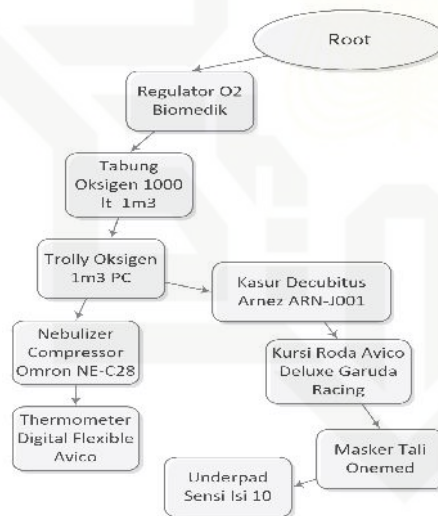 Root
Regulator O2
Biomedik
Tabung
Oksigen 1000
lt 1m3
Trolly Oksigen
1m3 PC
Kasur Decubitus
Arnez ARN-J001
Nebulizer
Compressor
Omron NE-C28
Kursi Roda Avico
Deluxe Garuda
Racing
Thermometer
Digital Flexible
Avico
Masker Tali
Onemed
Underpad
Sensi Isi 10